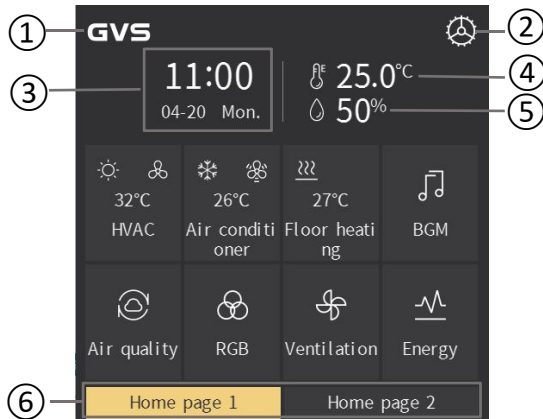 ① GVS ②
③ 11:00
04-20 Mon.
E 25.0°C ④
50% ⑤
32°C 26°C 27°C
HVAC Air conditi Floor heati BGM
oner ng
Air quality RGB Ventilation Energy
⑥ Home page 1 Home page 2